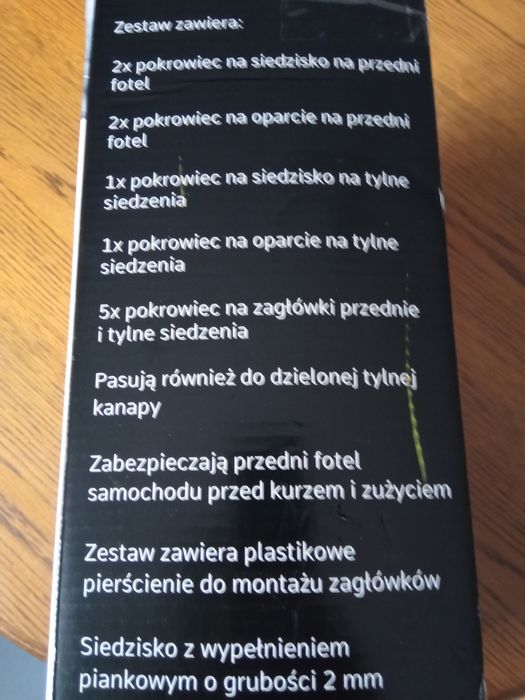 Zestaw zawiera:
2x pokrowiec na siedzisko na przedni
fotel
2x pokrowiec na oparcie na przedni
fotel
1x pokrowiec na siedzisko na tylne
siedzenia
1x pokrowiec na oparcie na tylne
siedzenia
5x pokrowiec na zagłówki przednie
i tylne siedzenia
Pasują również do dzielonej tylnej
kanapy
Zabezpieczają przedni fotel
samochodu przed kurzem i zużyciem
Zestaw zawiera plastikowe
pierścienie do montażu zagłówków
Siedzisko z wypełnieniem
piankowym o grubości 2 mm